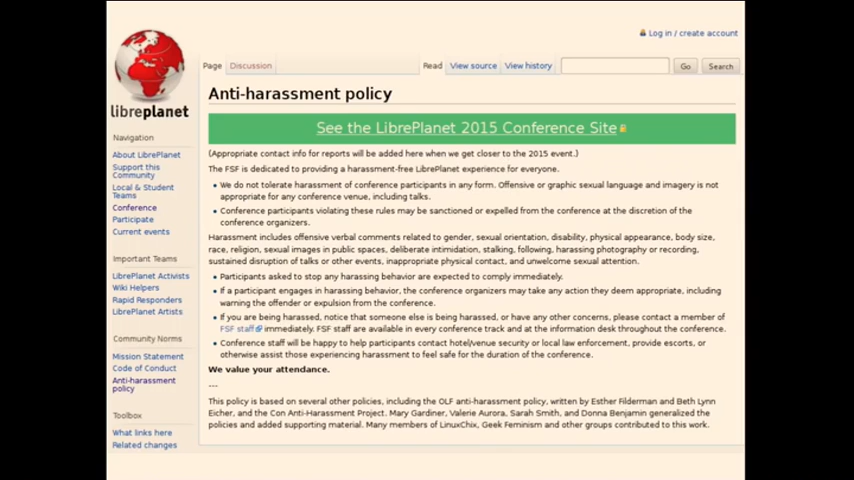 Log in / create account
Page
Discussion
Read
View source
View history
Go
Search
libreplanet
Navigation
About LibrePlanet
Support this
Community
Local & Student
Teams
Conference
Participate
Current events
Important Teams
LibrePlanet Activists
Wiki Helpers
Rapid Responders
LibrePlanet Artists
Community Norms
Mission Statement
Code of Conduct
Anti-harassment
policy
Toolbox
What links here
Related changes
Anti-harassment policy
See the LibrePlanet 2015 Conference Site
(Appropriate contact info for reports will be added here when we get closer to the 2015 event.)
The FSF is dedicated to providing a harassment-free LibrePlanet experience for everyone.
• We do not tolerate harassment of conference participants in any form. Offensive or graphic sexual language and imagery is not
appropriate for any conference venue, including talks.
• Conference participants violating these rules may be sanctioned or expelled from the conference at the discretion of the
conference organizers.
Harassment includes offensive verbal comments related to gender, sexual orientation, disability, physical appearance, body size,
race, religion, sexual images in public spaces, deliberate intimidation, stalking, following, harassing photography or recording,
sustained disruption of talks or other events, inappropriate physical contact, and unwelcome sexual attention.
• Participants asked to stop any harassing behavior are expected to comply immediately.
• If a participant engages in harassing behavior, the conference organizers may take any action they deem appropriate, including
warning the offender or expulsion from the conference.
• If you are being harassed, notice that someone else is being harassed, or have any other concerns, please contact a member of
FSF staff immediately. FSF staff are available in every conference track and at the information desk throughout the conference.
• Conference staff will be happy to help participants contact hotel/venue security or local law enforcement, provide escorts, or
otherwise assist those experiencing harassment to feel safe for the duration of the conference.
We value your attendance.
---
This policy is based on several other policies, including the OLF anti-harassment policy, written by Esther Filderman and Beth Lynn
Eicher, and the Con Anti-Harassment Project. Mary Gardiner, Valerie Aurora, Sarah Smith, and Donna Benjamin generalized the
policies and added supporting material. Many members of LinuxChix, Geek Feminism and other groups contributed to this work.